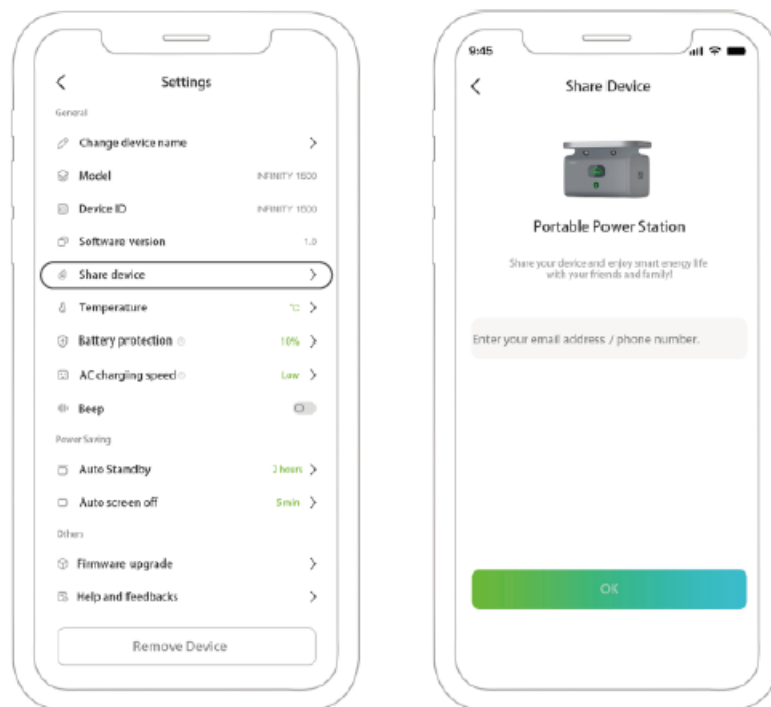 Settings
General
Change device name
Model INFINITY 1500
Device ID INFINITY 1500
Software version 1.0
Share device
Temperature °C
Battery protection 10%
AC charging speed Low
Beep
Power Saving
Auto Standby 2 hours
Auto screen off 5 min
Others
Firmware upgrade
Help and feedbacks
Remove Device
9:45
Share Device
Portable Power Station
Share your device and enjoy smart energy life
with your friends and family!
Enter your email address / phone number.
OK